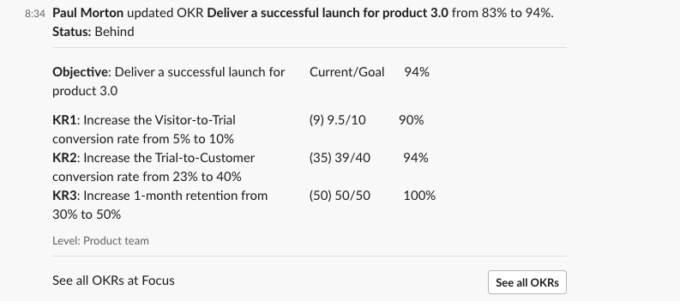 8:34 Paul Morton updated OKR Deliver a successful launch for product 3.0 from 83% to 94%.
Status: Behind
Objective: Deliver a successful launch for Current/Goal 94%
product 3.0
KR1: Increase the Visitor-to-Trial (9) 9.5/10 90%
conversion rate from 5% to 10%
KR2: Increase the Trial-to-Customer (35) 39/40 94%
conversion rate from 23% to 40%
KR3: Increase 1-month retention from (50) 50/50 100%
30% to 50%
Level: Product team
See all OKRs at Focus See all OKRs